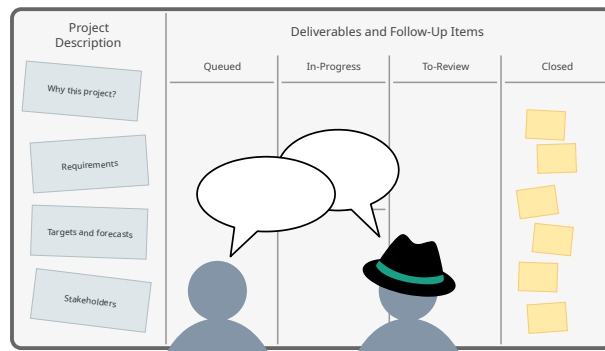 Project
Description
Deliverables and Follow-Up Items
Queued
In-Progress
To-Review
Closed
Why this project?
Requirements
Targets and forecasts
Stakeholders